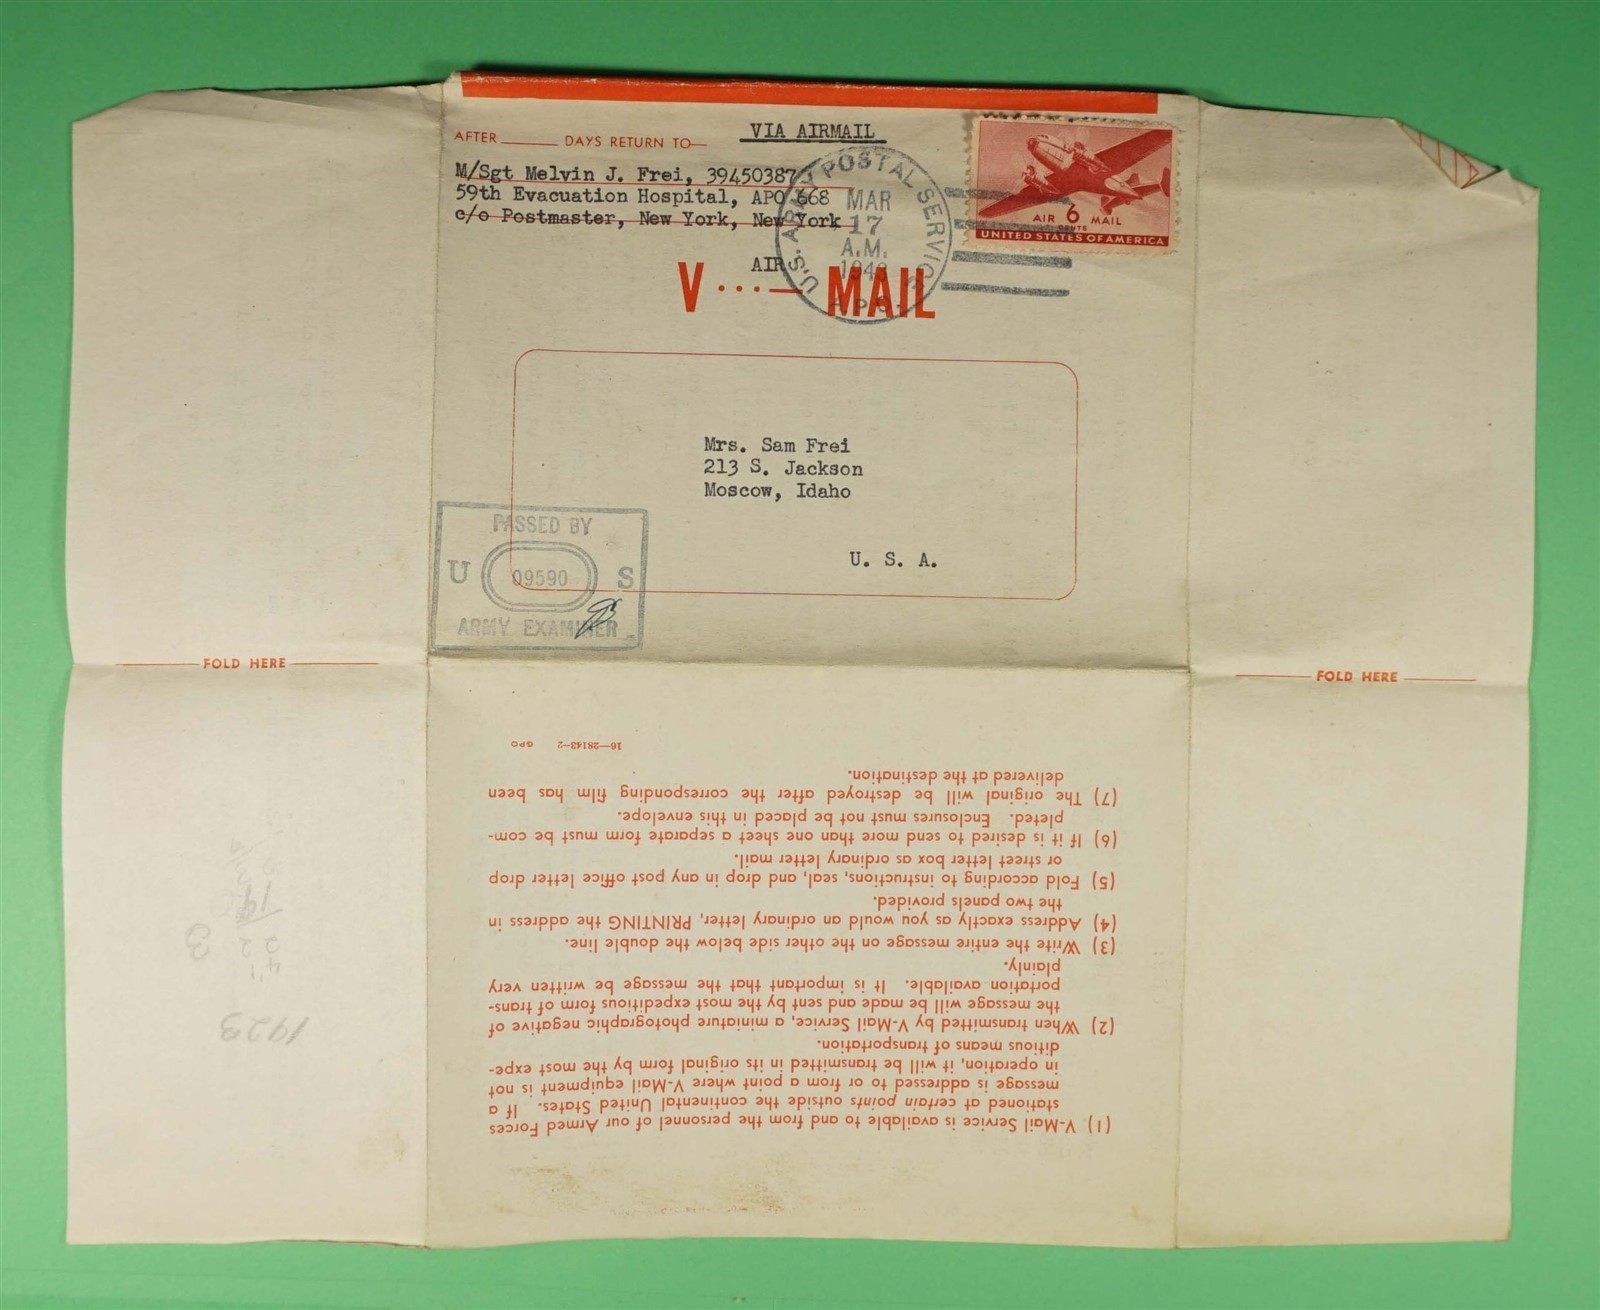 VIA AIRMAIL
AFTER ______ DAYS RETURN TO—
M/Sgt Melvin J. Frei, 39450387
59th Evacuation Hospital, APO 668
c/o Postmaster, New York, New York
U.S. ARMY POSTAL SERVICE
MAR
17
A.M.
A.P.O.
AIR 6 MAIL
CENTS
UNITED STATES OF AMERICA
AIR
V···— MAIL
Mrs. Sam Frei
213 S. Jackson
Moscow, Idaho
U. S. A.
PASSED BY
U 09590 S
ARMY EXAMINER
FOLD HERE
FOLD HERE
(1) V-Mail Service is available to and from the personnel of our Armed Forces
stationed at certain points outside the continental United States. If a
message is addressed to or from a point where V-Mail equipment is not
in operation, it will be transmitted in its original form by the most expe-
ditious means of transportation.
(2) When transmitted by V-Mail Service, a miniature photographic negative of
the message will be made and sent by the most expeditious form of trans-
portation available. It is important that the message be written very
plainly.
(3) Write the entire message on the other side below the double line.
(4) Address exactly as you would an ordinary letter, PRINTING the address in
the two panels provided.
(5) Fold according to instructions, seal, and drop in any post office letter drop
or street letter box as ordinary letter mail.
(6) If it is desired to send more than one sheet a separate form must be com-
pleted. Enclosures must not be placed in this envelope.
(7) The original will be destroyed after the corresponding film has been
delivered at the destination.
16—28143-2 GPO
1923
3
22
19